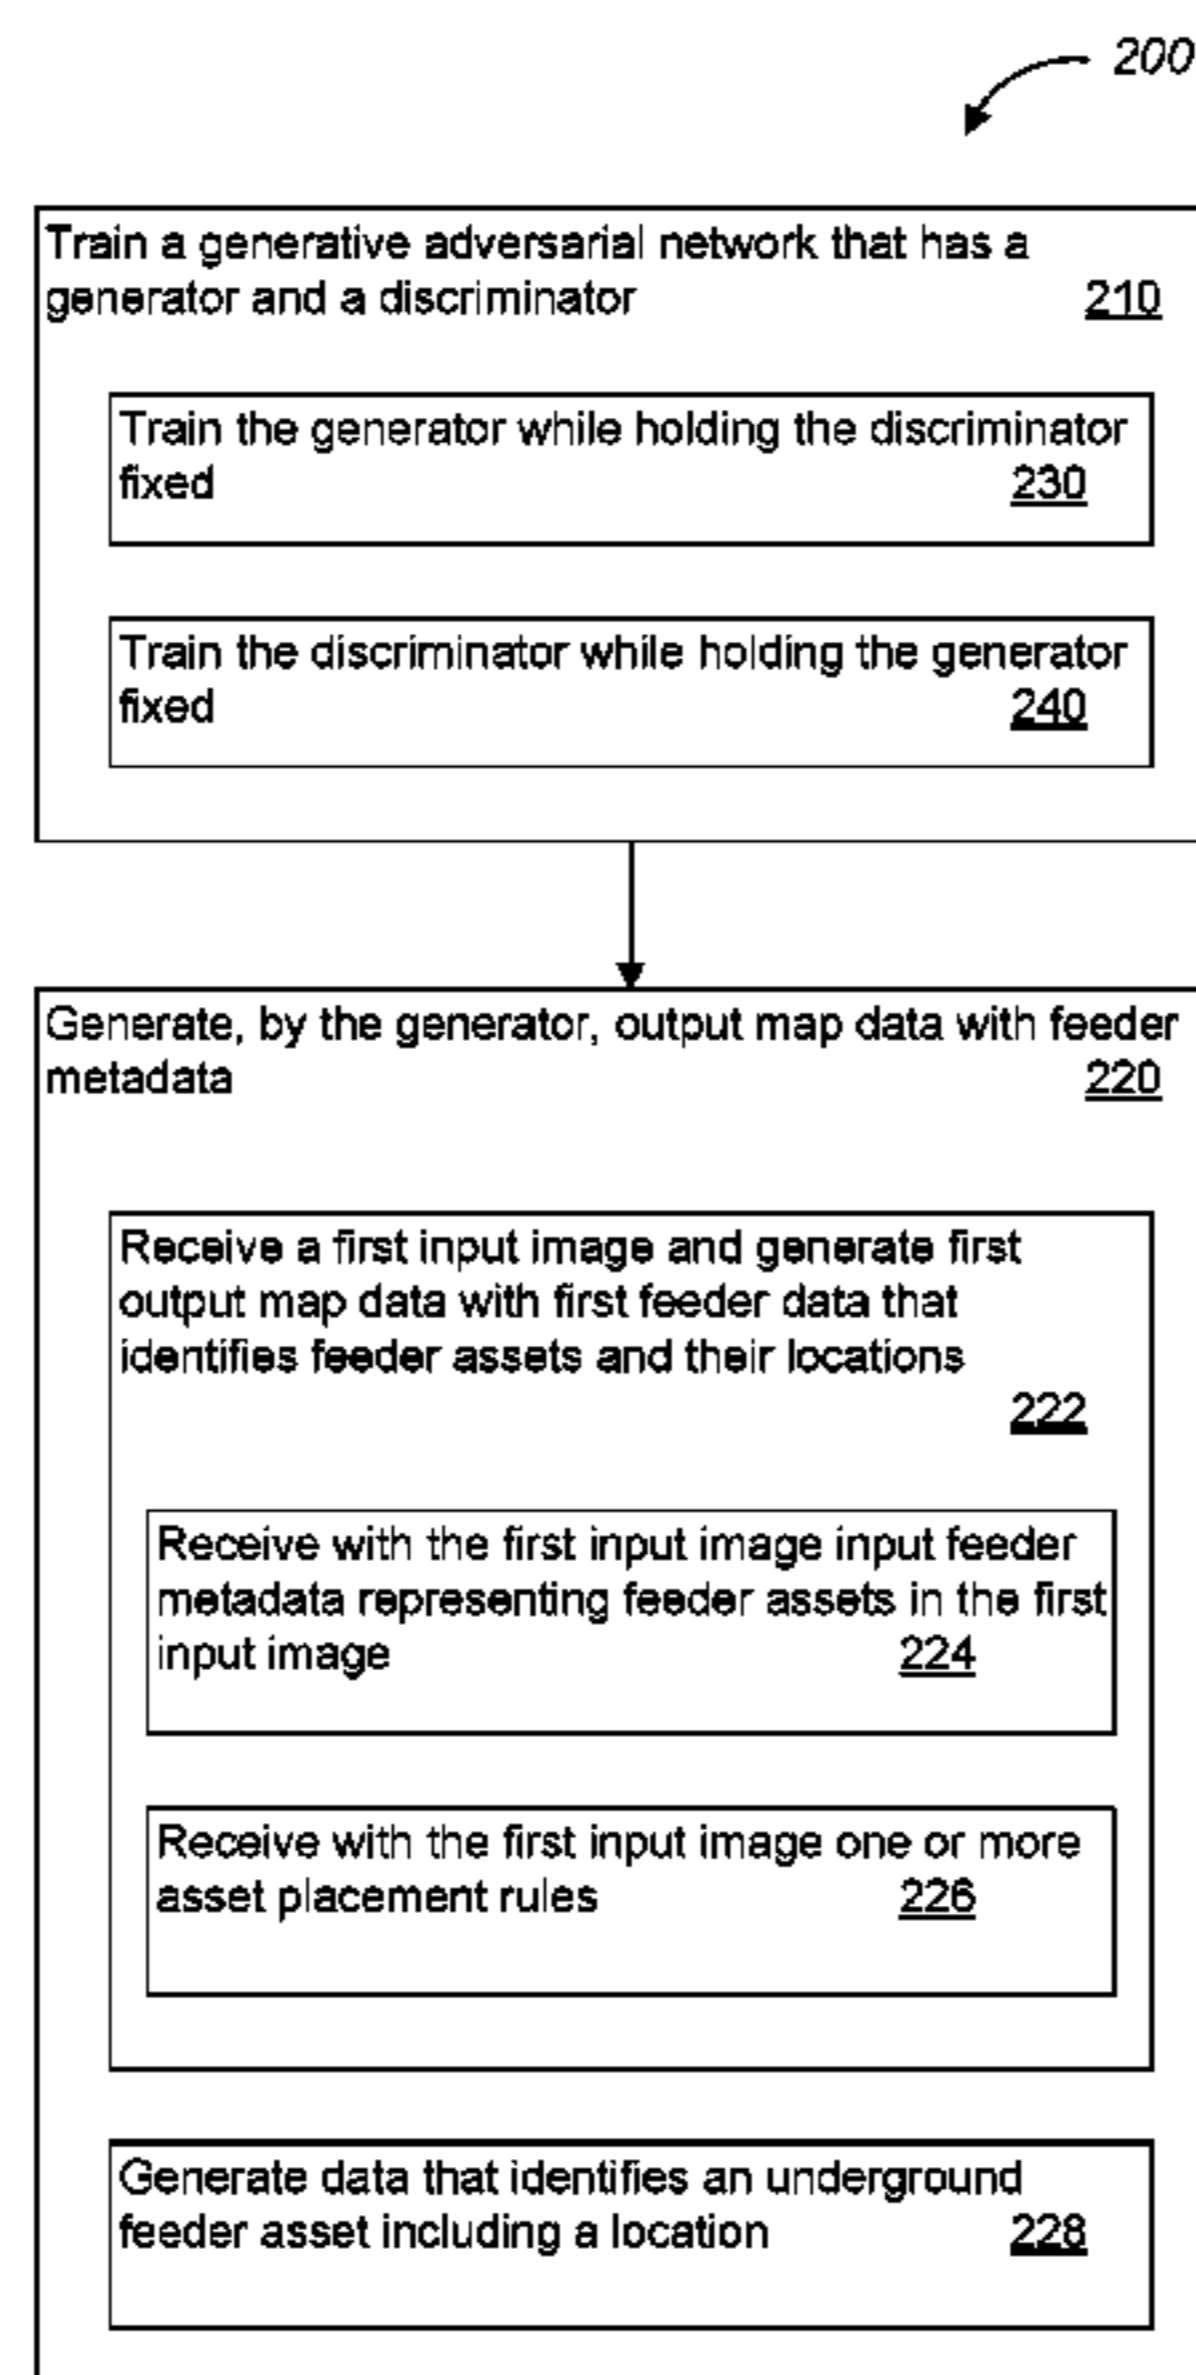 200
Train a generative adversarial network that has a
generator and a discriminator 210
Train the generator while holding the discriminator
fixed 230
Train the discriminator while holding the generator
fixed 240
Generate, by the generator, output map data with feeder
metadata 220
Receive a first input image and generate first
output map data with first feeder data that
identifies feeder assets and their locations
222
Receive with the first input image input feeder
metadata representing feeder assets in the first
input image 224
Receive with the first input image one or more
asset placement rules 226
Generate data that identifies an underground
feeder asset including a location 228